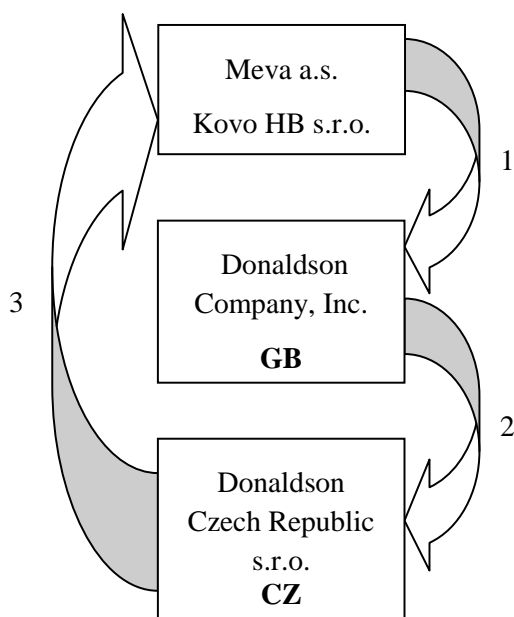 Meva a.s.
Kovo HB s.r.o.
1
Donaldson
Company, Inc.
GB
3
2
Donaldson
Czech Republic
s.r.o.
CZ